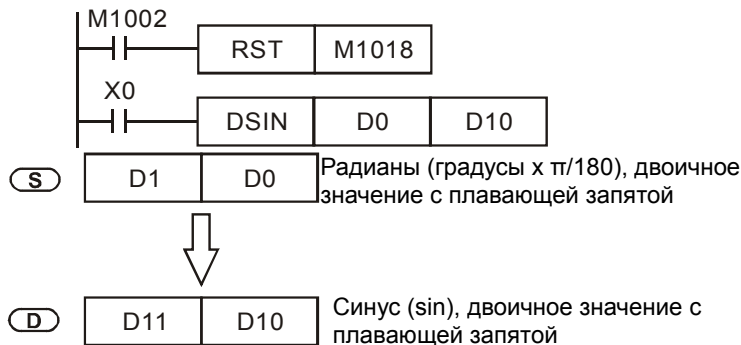 M1002
RST M1018
X0
DSIN D0 D10
S D1 D0 Радианы (градусы x π/180), двоичное
значение с плавающей запятой
D D11 D10 Синус (sin), двоичное значение с
плавающей запятой